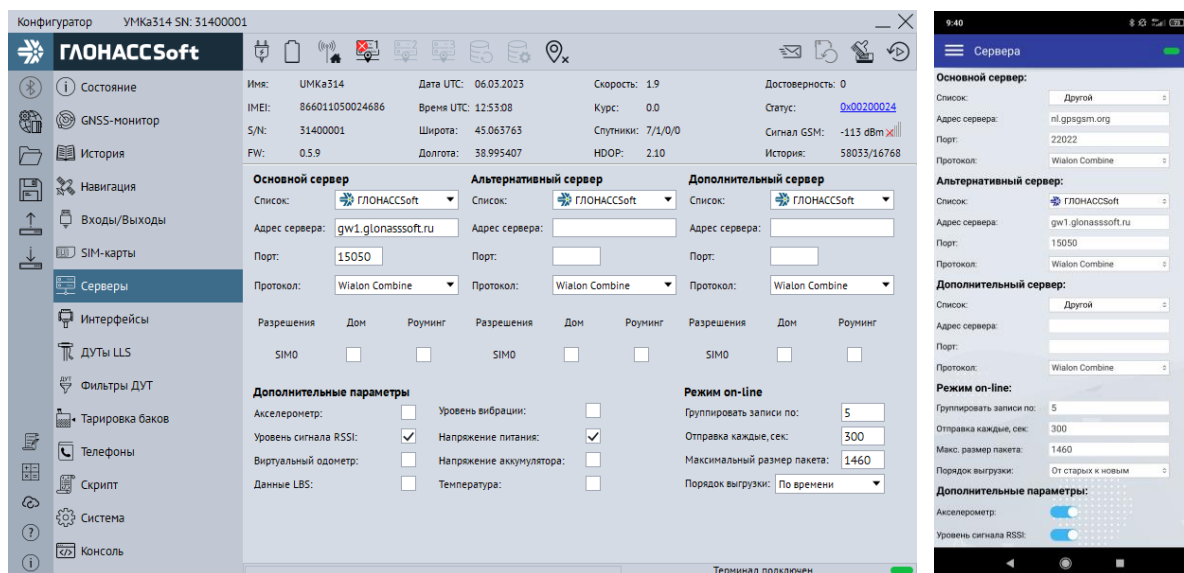 Конфигуратор УМКа314 SN: 31400001
ГЛОНАССSoft
Состояние
GNSS-монитор
История
Навигация
Входы/Выходы
SIM-карты
Серверы
Интерфейсы
ДУТы LLS
Фильтры ДУТ
Тарировка баков
Телефоны
Скрипт
Система
Консоль
Имя: UMKa314 Дата UTC: 06.03.2023 Скорость: 1.9 Достоверность: 0
IMEI: 866011050024686 Время UTC: 12:53:08 Курс: 0.0 Статус: 0x00200024
S/N: 31400001 Широта: 45.063763 Спутники: 7/1/0/0 Сигнал GSM: -113 dBm
FW: 0.5.9 Долгота: 38.995407 HDOP: 2.10 История: 58033/16768
Основной сервер Альтернативный сервер Дополнительный сервер
Список: ГЛОНАССSoft Список: ГЛОНАССSoft Список: ГЛОНАССSoft
Адрес сервера: gw1.glonasssoft.ru Адрес сервера: Адрес сервера:
Порт: 15050 Порт: Порт:
Протокол: Wialon Combine Протокол: Wialon Combine Протокол: Wialon Combine
Разрешения Дом Роуминг Разрешения Дом Роуминг Разрешения Дом Роуминг
SIM0 SIM0 SIM0
Дополнительные параметры Режим on-line
Акселерометр: Уровень вибрации: Группировать записи по: 5
Уровень сигнала RSSI: Напряжение питания: Отправка каждые, сек: 300
Виртуальный одометр: Напряжение аккумулятора: Максимальный размер пакета: 1460
Данные LBS: Температура: Порядок выгрузки: По времени
Терминал подключен
9:40
Сервера
Основной сервер:
Список: Другой
Адрес сервера: nl.gpsgsm.org
Порт: 22022
Протокол: Wialon Combine
Альтернативный сервер:
Список: ГЛОНАССSoft
Адрес сервера: gw1.glonasssoft.ru
Порт: 15050
Протокол: Wialon Combine
Дополнительный сервер:
Список: Другой
Адрес сервера:
Порт:
Протокол: Wialon Combine
Режим on-line:
Группировать записи по: 5
Отправка каждые, сек: 300
Макс. размер пакета: 1460
Порядок выгрузки: От старых к новым
Дополнительные параметры:
Акселерометр:
Уровень сигнала RSSI: